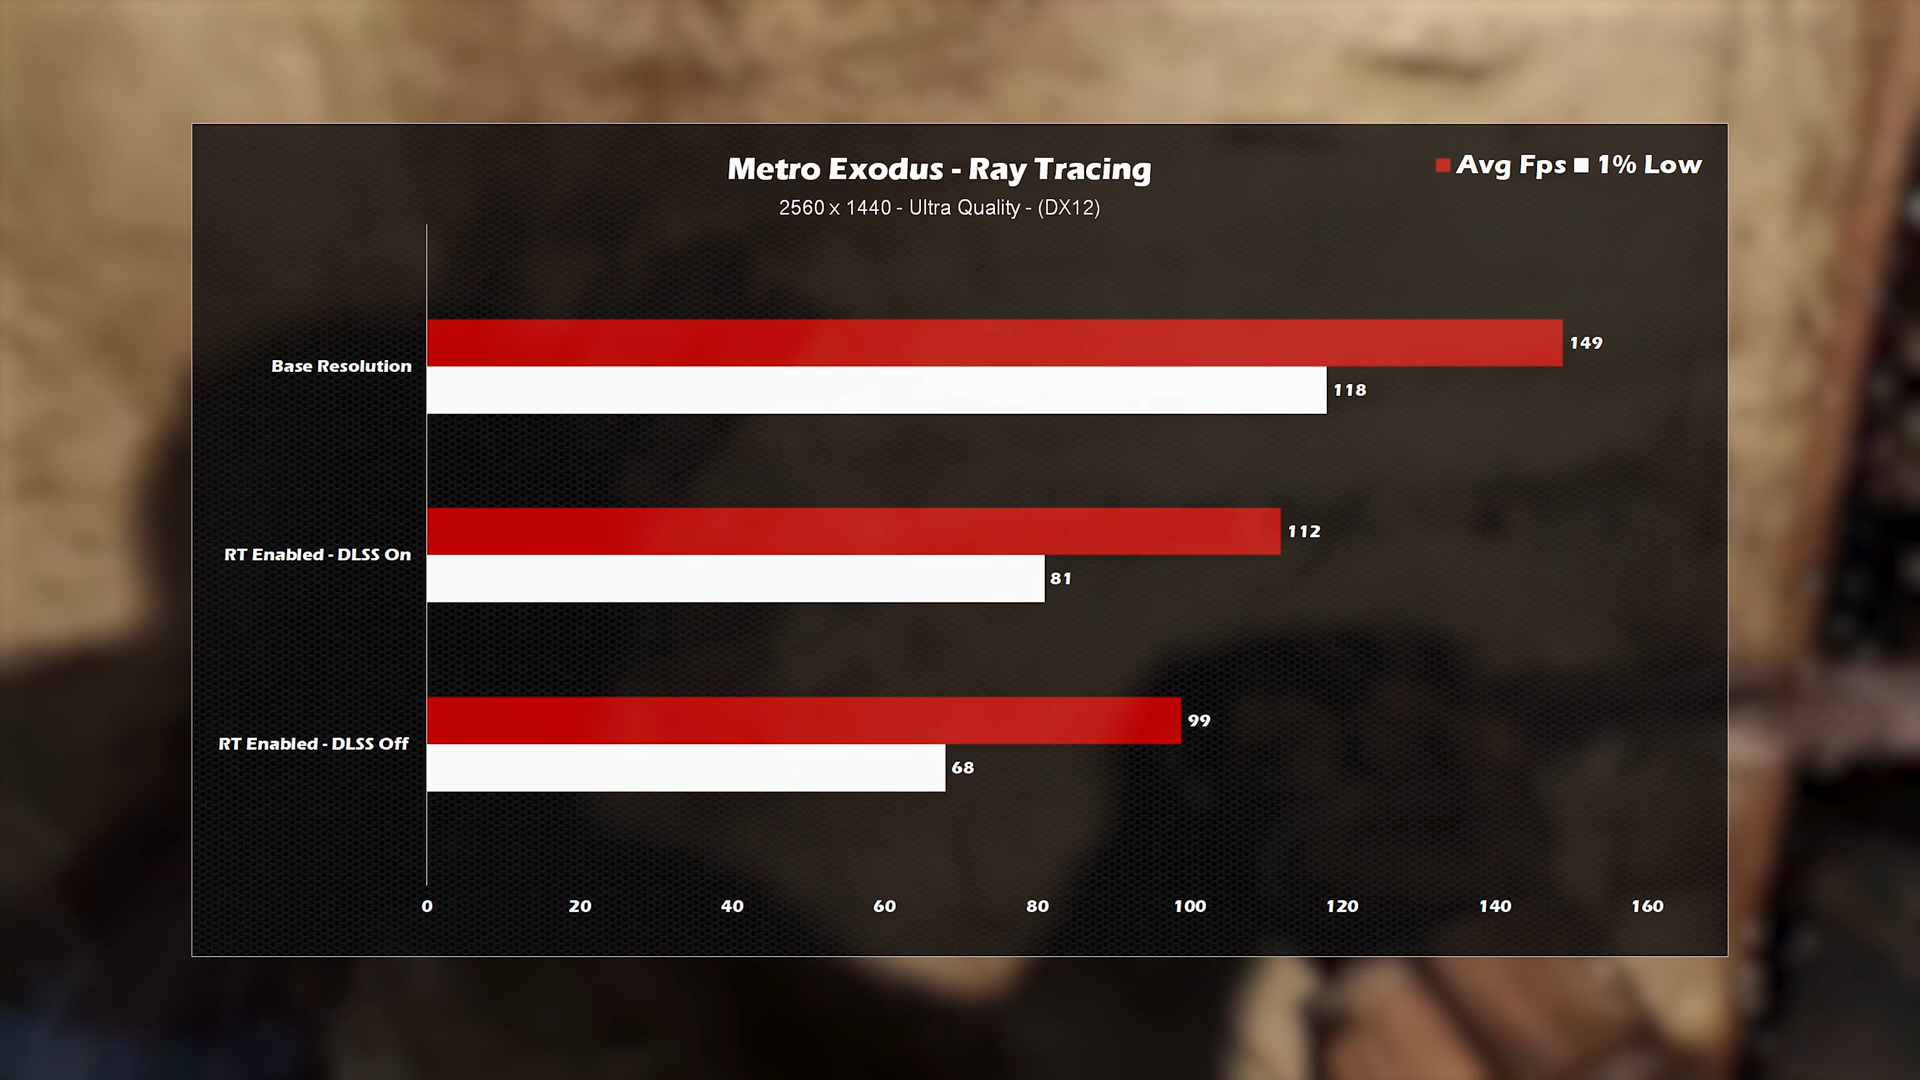 Metro Exodus - Ray Tracing
2560 x 1440 - Ultra Quality - (DX12)
Avg Fps 1% Low
Base Resolution
149
118
RT Enabled - DLSS On
112
81
RT Enabled - DLSS Off
99
68
0 20 40 60 80 100 120 140 160